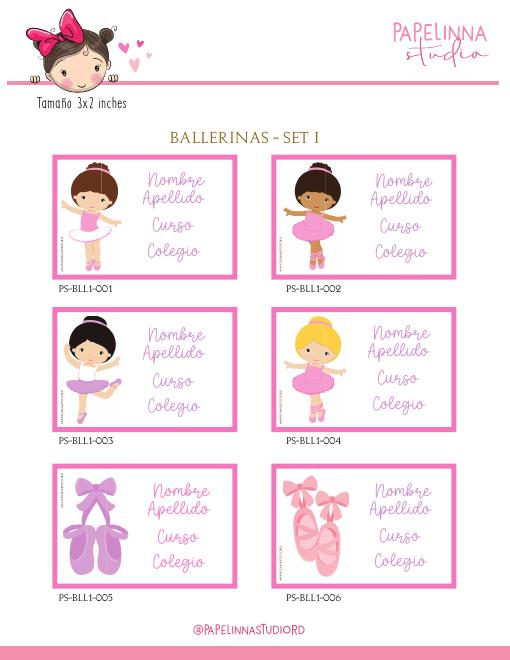 PAPELINNA
studio
Tamaño 3x2 inches
BALLERINAS - SET I
Nombre
Apellido
Curso
Colegio
PS-BLL1-001
Nombre
Apellido
Curso
Colegio
PS-BLL1-002
Nombre
Apellido
Curso
Colegio
PS-BLL1-003
Nombre
Apellido
Curso
Colegio
PS-BLL1-004
Nombre
Apellido
Curso
Colegio
PS-BLL1-005
Nombre
Apellido
Curso
Colegio
PS-BLL1-006
@PAPELINNASTUDIORD